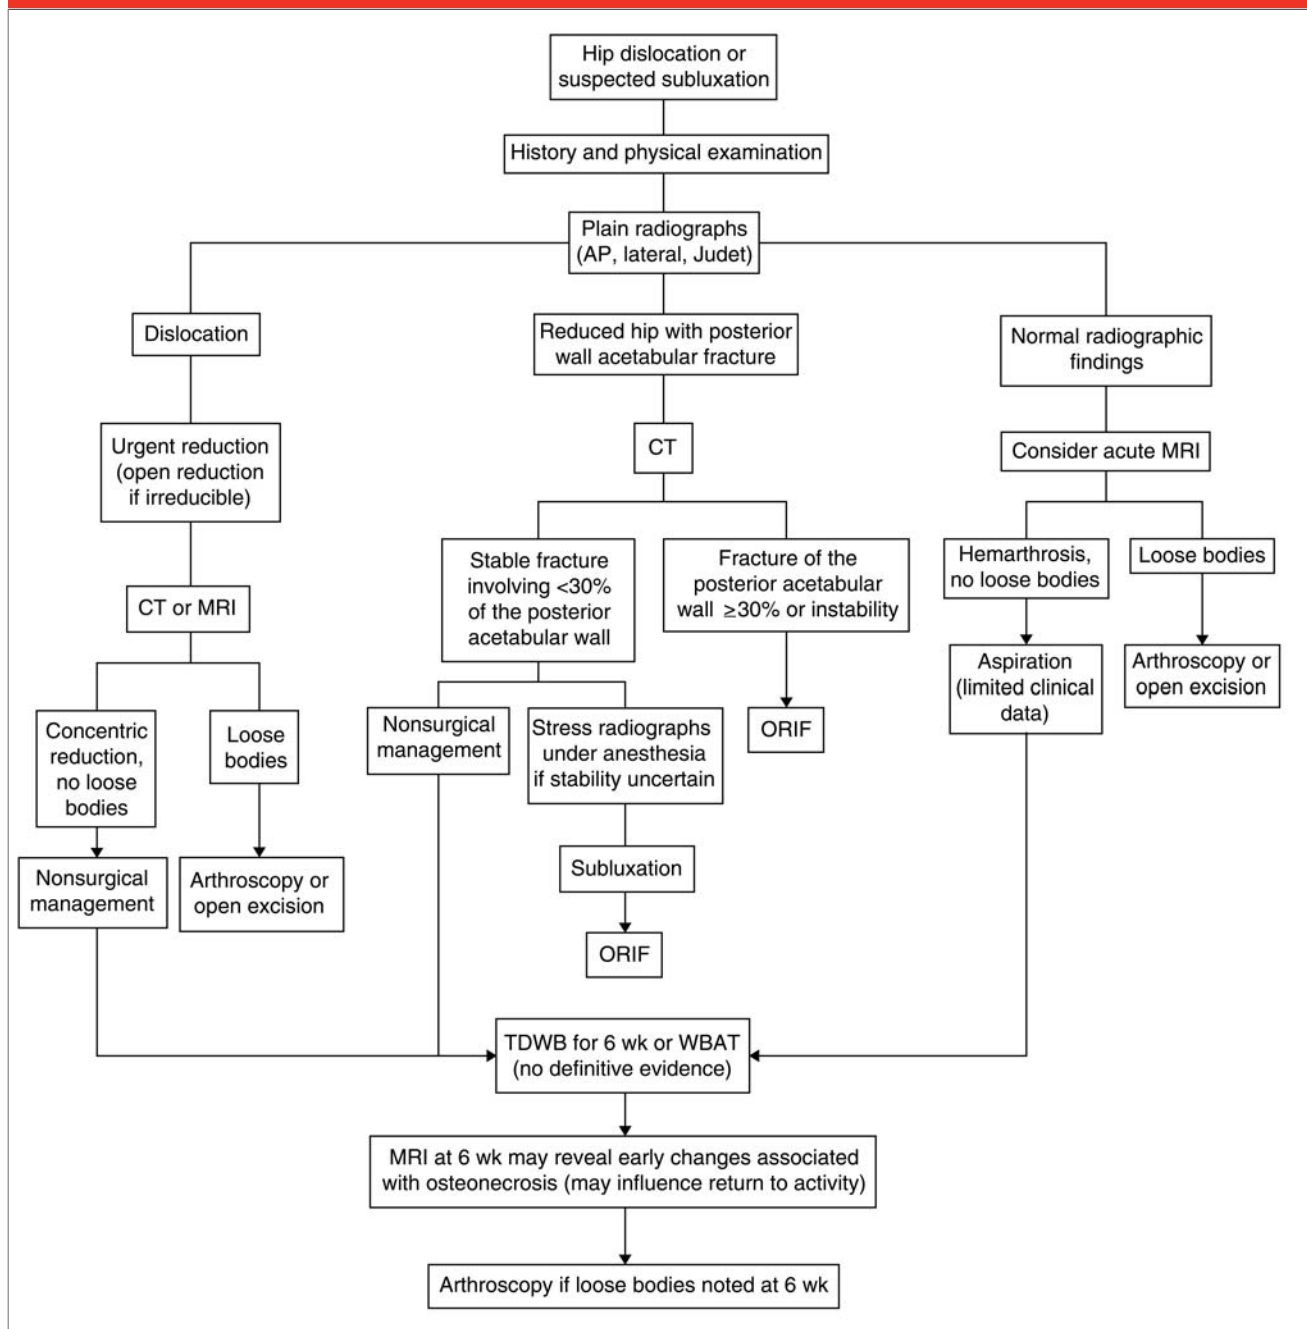 Hip dislocation or
suspected subluxation
History and physical examination
Plain radiographs
(AP, lateral, Judet)
Dislocation
Urgent reduction
(open reduction
if irreducible)
CT or MRI
Concentric
reduction,
no loose
bodies
Nonsurgical
management
Loose
bodies
Arthroscopy or
open excision
Reduced hip with posterior
wall acetabular fracture
CT
Stable fracture
involving <30%
of the posterior
acetabular wall
Nonsurgical
management
Stress radiographs
under anesthesia
if stability uncertain
Subluxation
ORIF
Fracture of the
posterior acetabular
wall ≥30% or instability
ORIF
Normal radiographic
findings
Consider acute MRI
Hemarthrosis,
no loose bodies
Aspiration
(limited clinical
data)
Loose bodies
Arthroscopy or
open excision
TDWB for 6 wk or WBAT
(no definitive evidence)
MRI at 6 wk may reveal early changes associated
with osteonecrosis (may influence return to activity)
Arthroscopy if loose bodies noted at 6 wk